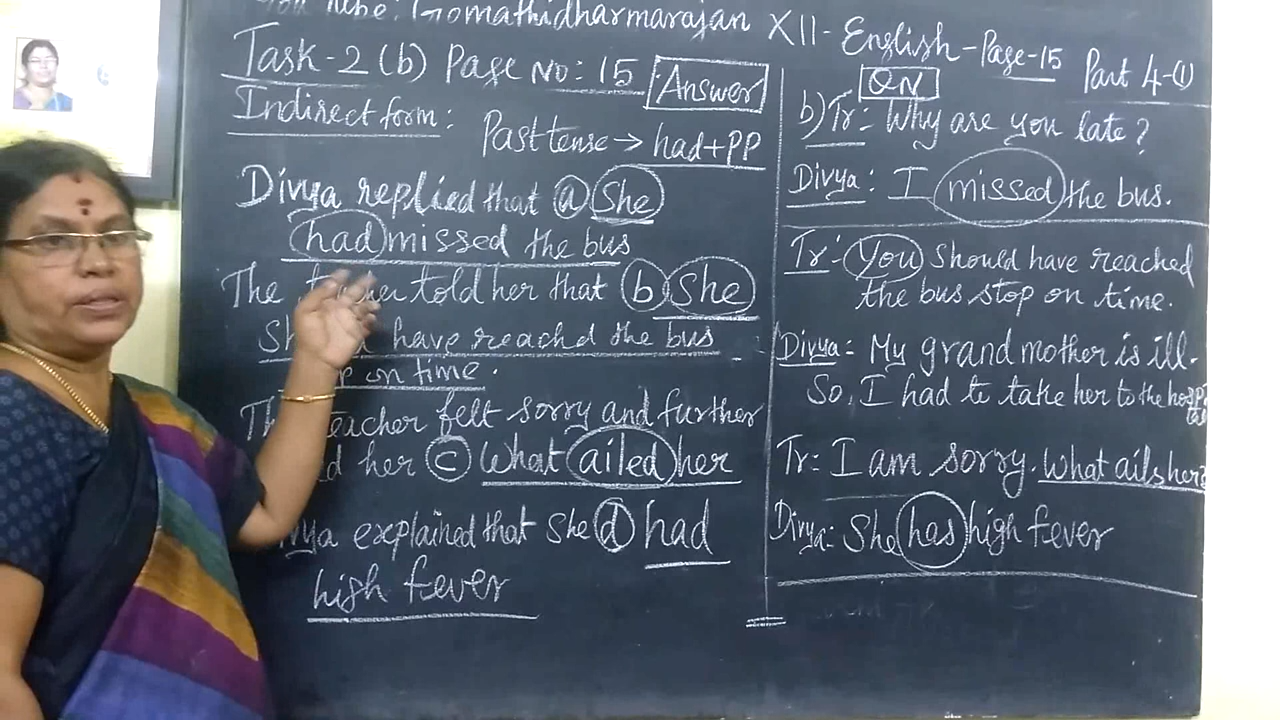 Gomathidharmarajan XII- English - Page-15 Part 4-(1)
Task-2 (b) Page NO: 15 Answer
Indirect form: Past tense → had+PP
Divya replied that (a) She
had missed the bus
The told her that (b) She
have reached the bus
on time.
teacher felt sorry and further
her (c) What ailed her
explained that she (d) had
high fever
QN
b) Tr: Why are you late?
Divya: I missed the bus.
Tr: You Should have reached
the bus stop on time.
Divya: My grandmother is ill.
So, I had to take her to the hospital
Tr: I am sorry. What ails her?
Divya: She has high fever